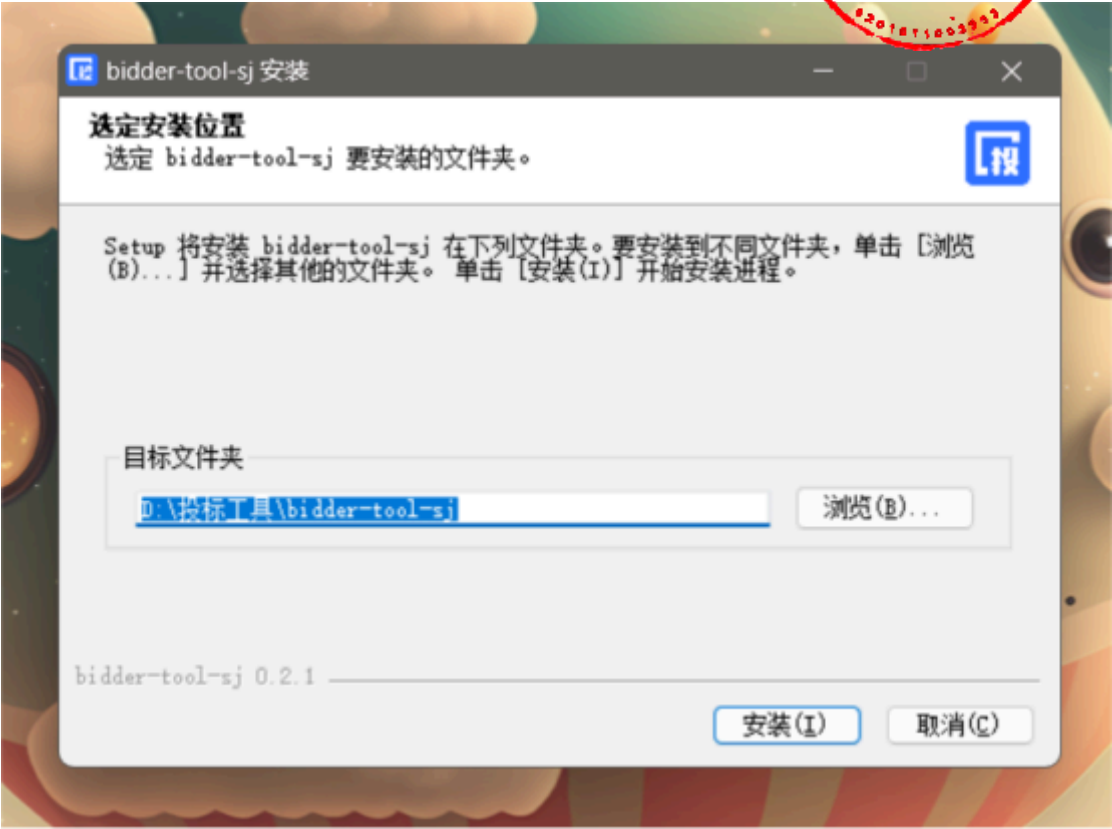 bidder-tool-sj 安装
选定安装位置
选定 bidder-tool-sj 要安装的文件夹。
投
Setup 将安装 bidder-tool-sj 在下列文件夹。要安装到不同文件夹，单击 [浏览
(B)...] 并选择其他的文件夹。 单击 [安装(I)] 开始安装进程。
目标文件夹
D:\投标工具\bidder-tool-sj
浏览(B)...
bidder-tool-sj 0.2.1
安装(I)
取消(C)